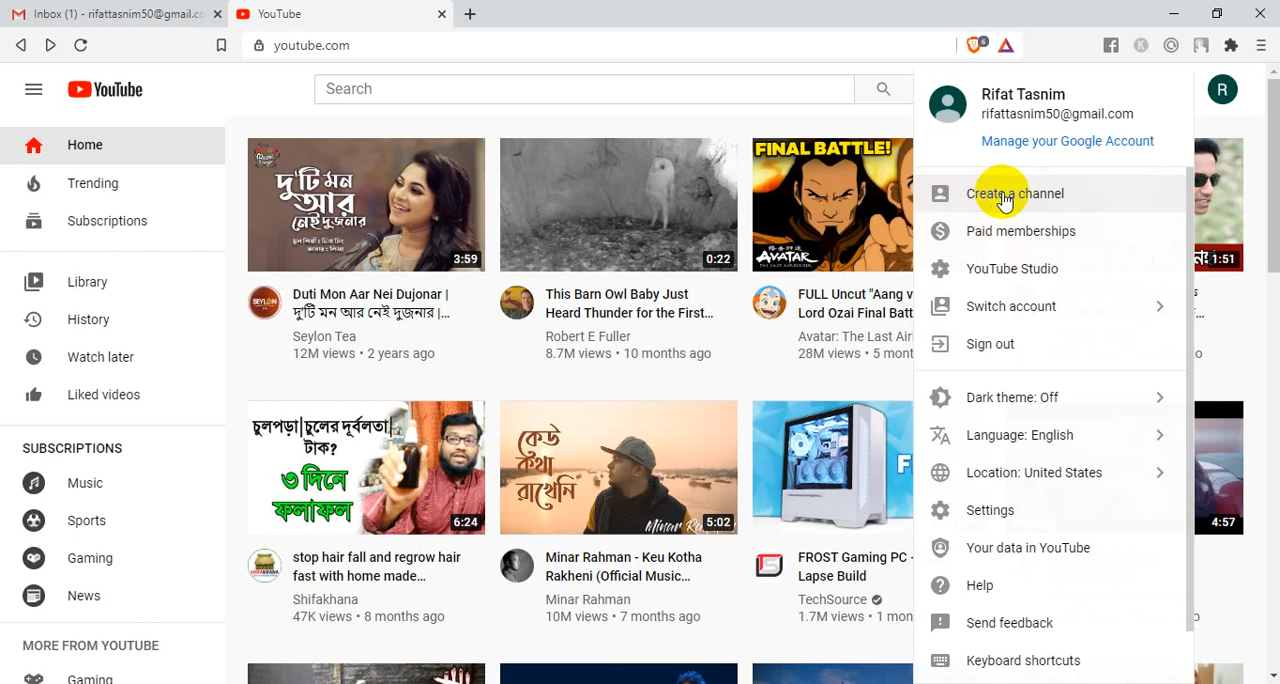 Inbox (1) - rifattasnim50@gmail.co
YouTube
youtube.com
6
YouTube
Search
R
Home
Trending
Subscriptions
Library
History
Watch later
Liked videos
SUBSCRIPTIONS
Music
Sports
Gaming
News
MORE FROM YOUTUBE
Gaming
দু'টি মন
আর
নেই
দুজনার
3:59
Duti Mon Aar Nei Dujonar |
দু'টি মন আর নেই দুজনার|...
Seylon Tea
12M views • 2 years ago
0:22
This Barn Owl Baby Just
Heard Thunder for the First...
Robert E Fuller
8.7M views • 10 months ago
FINAL BATTLE!
AVATAR
FULL Uncut "Aang v
Lord Ozai Final Batt
Avatar: The Last Air
28M views • 5 mont
1:51
চুলপড়া|চুলের দূর্বলতা|
টাক?
৩ দিনে
ফলাফল
6:24
stop hair fall and regrow hair
fast with home made...
Shifakhana
47K views • 8 months ago
কেউ
কথা
রাখেনি
Minar Rahman
5:02
Minar Rahman - Keu Kotha
Rakheni (Official Music...
Minar Rahman
10M views • 7 months ago
F
FROST Gaming PC -
Lapse Build
TechSource
1.7M views • 1 mon
4:57
Rifat Tasnim
rifattasnim50@gmail.com
Manage your Google Account
Create a channel
Paid memberships
YouTube Studio
Switch account
Sign out
Dark theme: Off
Language: English
Location: United States
Settings
Your data in YouTube
Help
Send feedback
Keyboard shortcuts